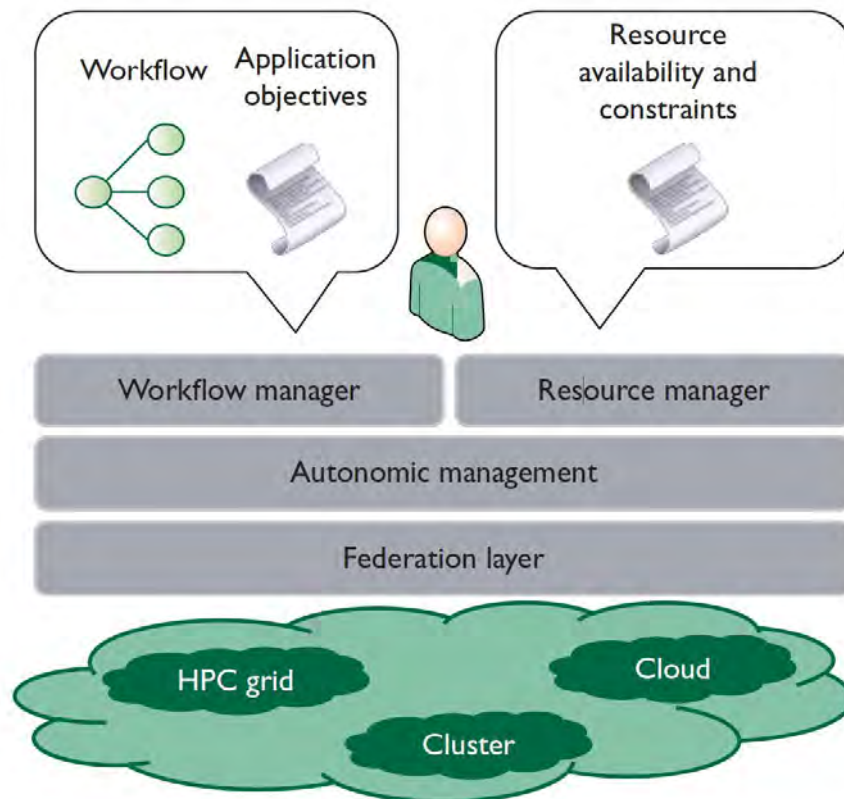 Workflow
Application
objectives
Resource
availability and
constraints
Workflow manager
Resource manager
Autonomic management
Federation layer
HPC grid
Cloud
Cluster